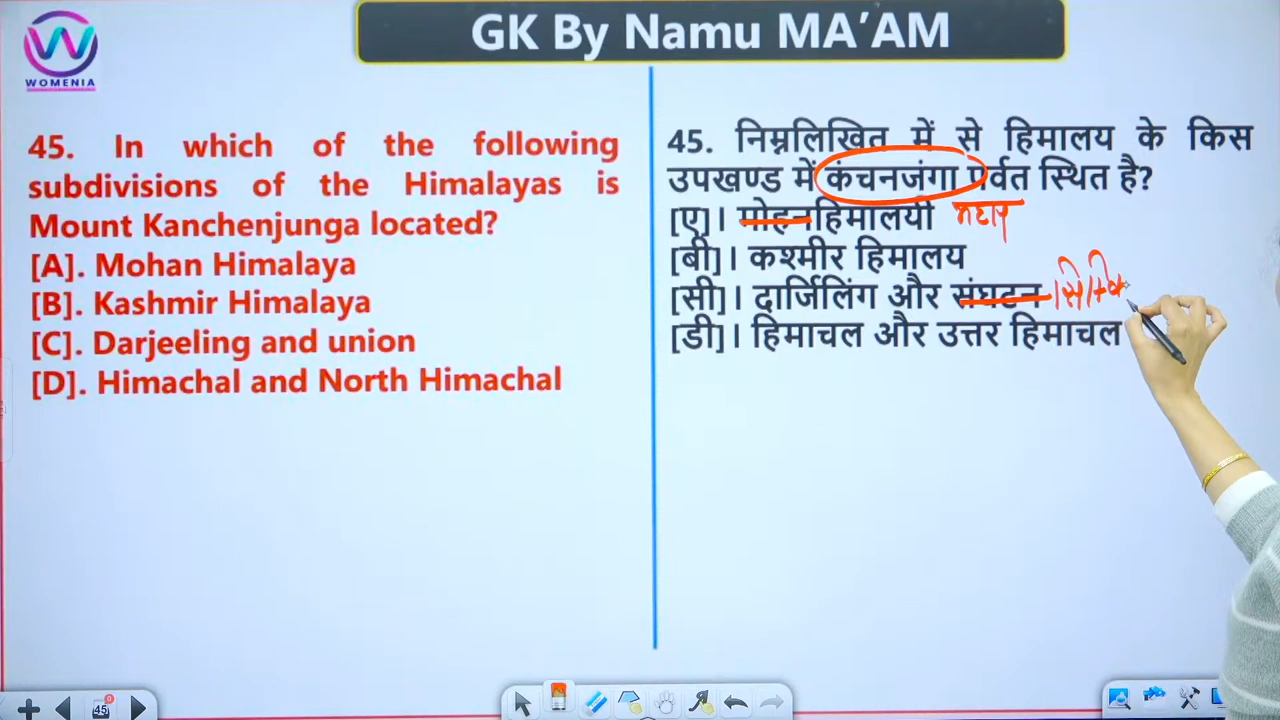 GK By Namu MA’AM
WOMENIA
45. In which of the following
subdivisions of the Himalayas is
Mount Kanchenjunga located?
[A]. Mohan Himalaya
[B]. Kashmir Himalaya
[C]. Darjeeling and union
[D]. Himachal and North Himachal
45. निम्नलिखित में से हिमालय के किस
उपखण्ड में कंचनजंगा पर्वत स्थित है?
[ए]। मोहनहिमालयी महान
[बी]। कश्मीर हिमालय
[सी]। दार्जिलिंग और संघटन
[डी]। हिमाचल और उत्तर हिमाचल
45